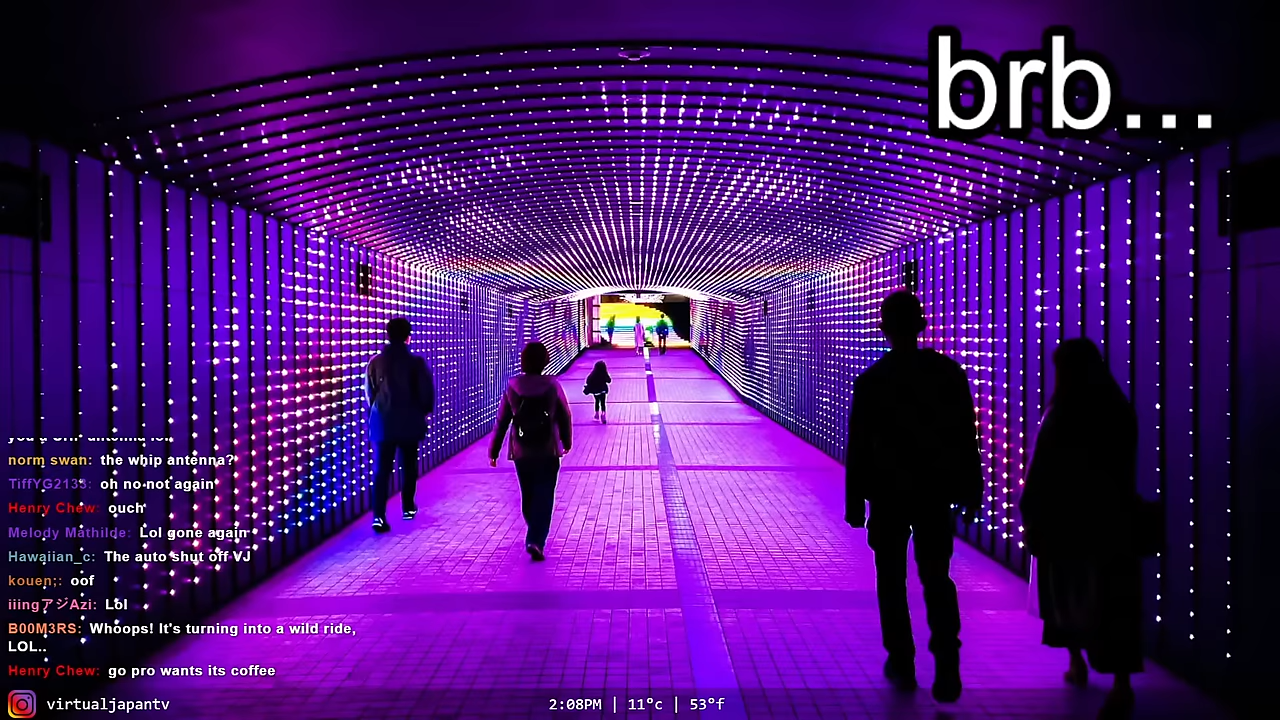 brb...
norm swan: the whip antenna?
TiffYG2133: oh no not again
Henry Chew: ouch
Melody Mathilde: Lol gone again
Hawaiian_c: The auto shut off VJ
kouen;: oof
iiingアジAzi: Lol
B00M3RS: Whoops! It's turning into a wild ride,
LOL..
Henry Chew: go pro wants its coffee
virtualjapantv
2:08PM | 11°c | 53°f